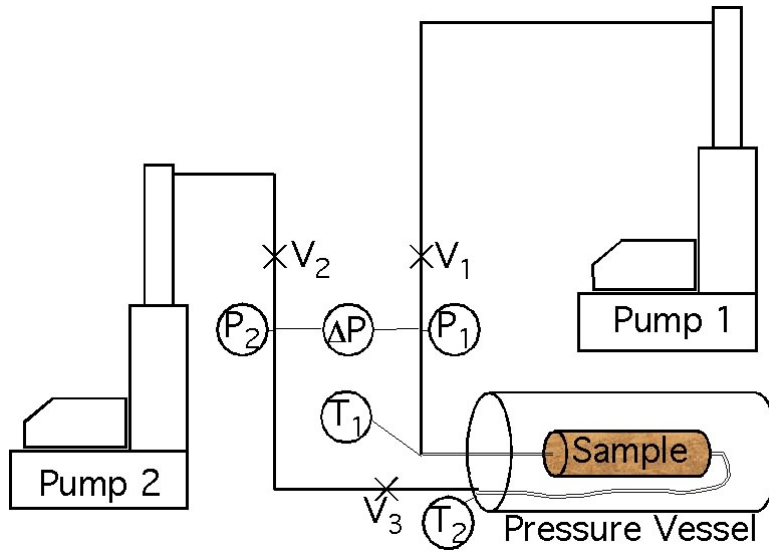 V₂
V₁
P₂
ΔP
P₁
Pump 1
T₁
Sample
Pump 2
V₃
T₂
Pressure Vessel